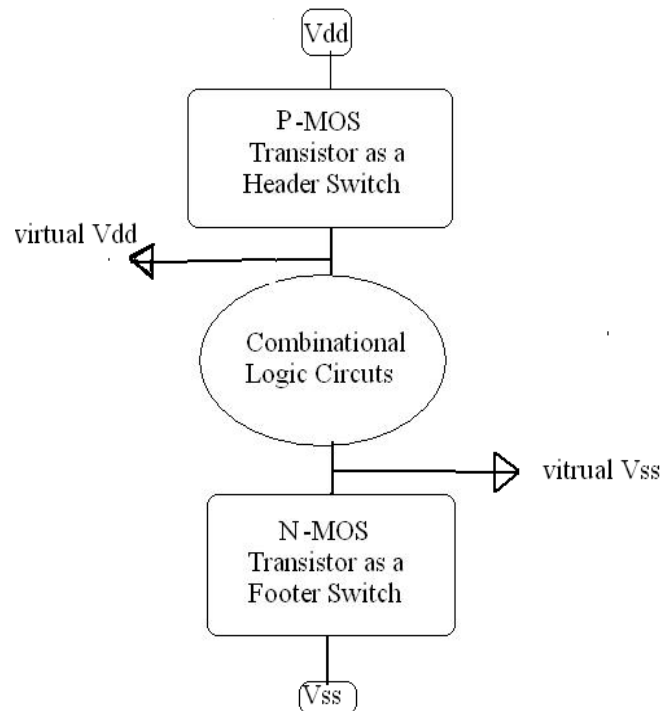 Vdd
P-MOS
Transistor as a
Header Switch
virtual Vdd
Combinational
Logic Circuts
vitrual Vss
N-MOS
Transistor as a
Footer Switch
Vss